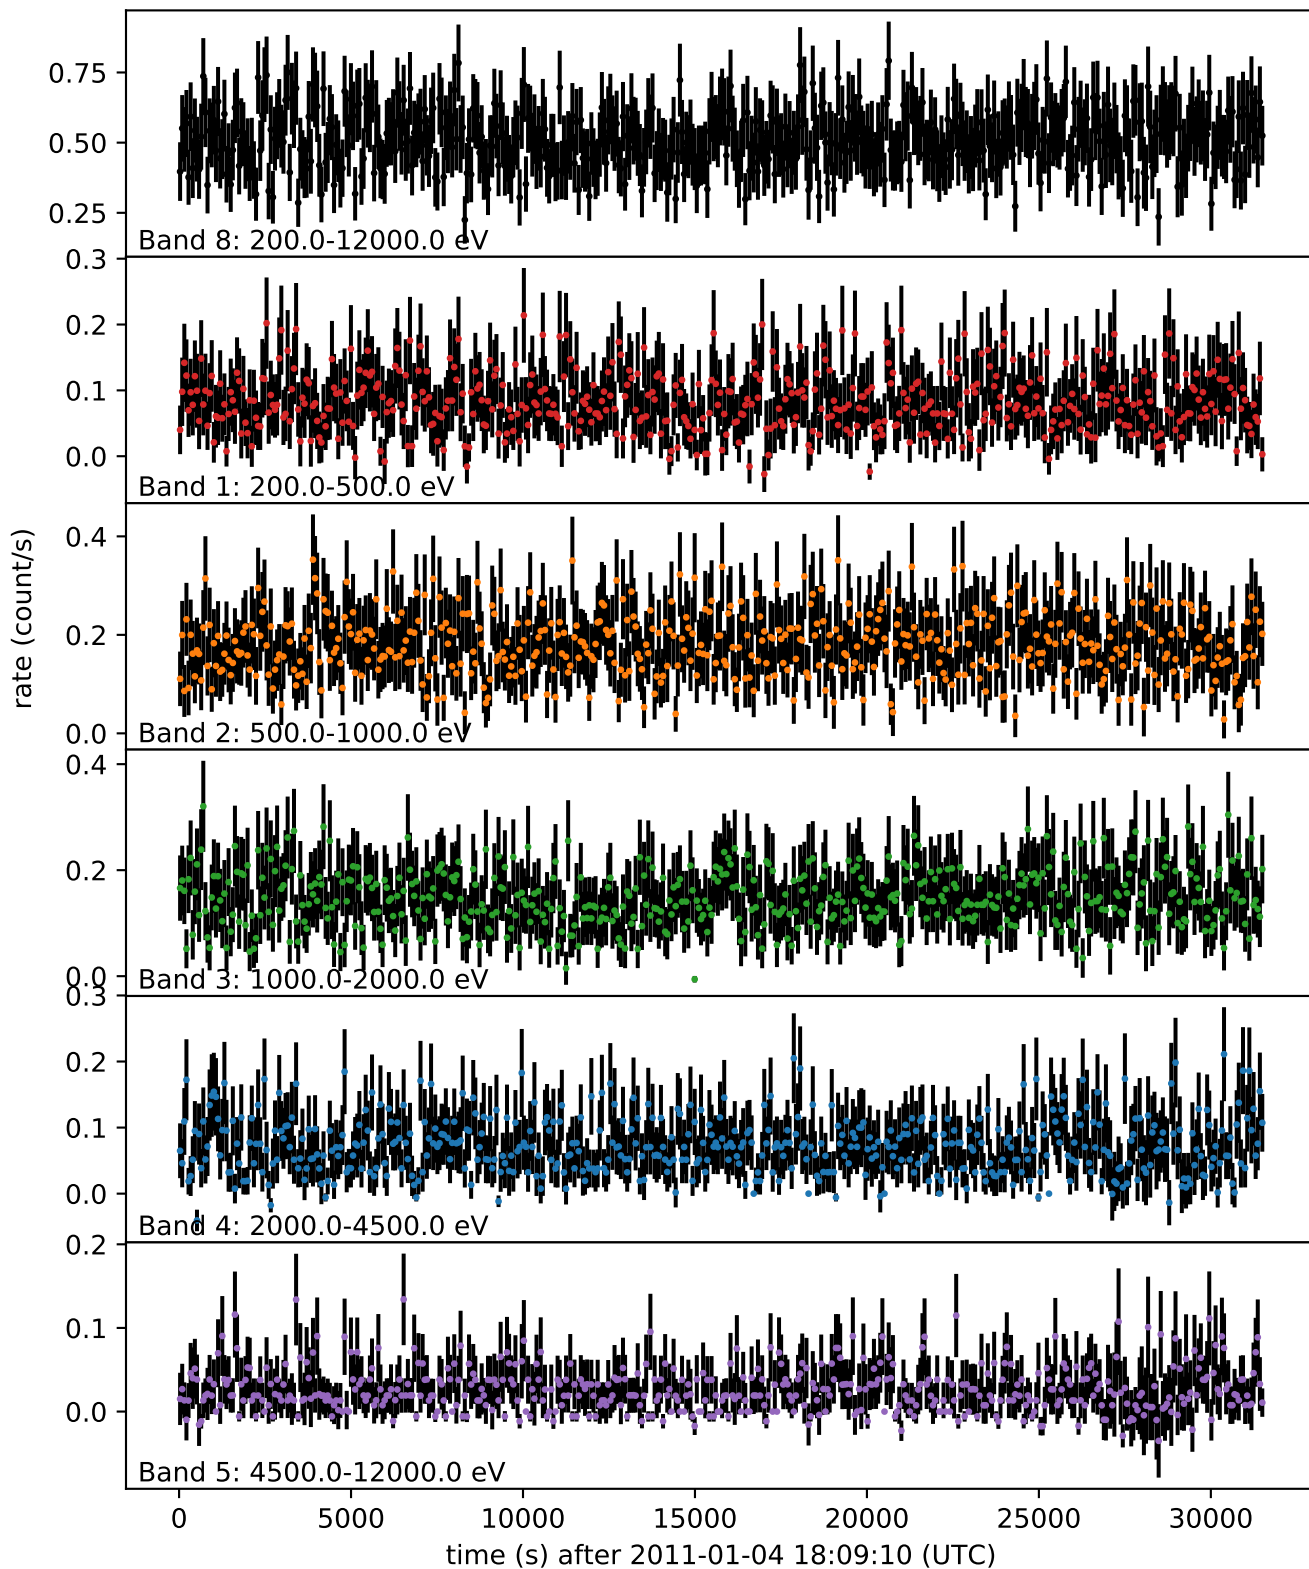 0.75
0.50
0.25
Band 8: 200.0-12000.0 eV
0.3
0.2
0.1
0.0
Band 1: 200.0-500.0 eV
0.4
0.2
0.0
Band 2: 500.0-1000.0 eV
rate (count/s)
0.4
0.2
0.0
Band 3: 1000.0-2000.0 eV
0.3
0.2
0.1
0.0
Band 4: 2000.0-4500.0 eV
0.2
0.1
0.0
Band 5: 4500.0-12000.0 eV
0 5000 10000 15000 20000 25000 30000
time (s) after 2011-01-04 18:09:10 (UTC)